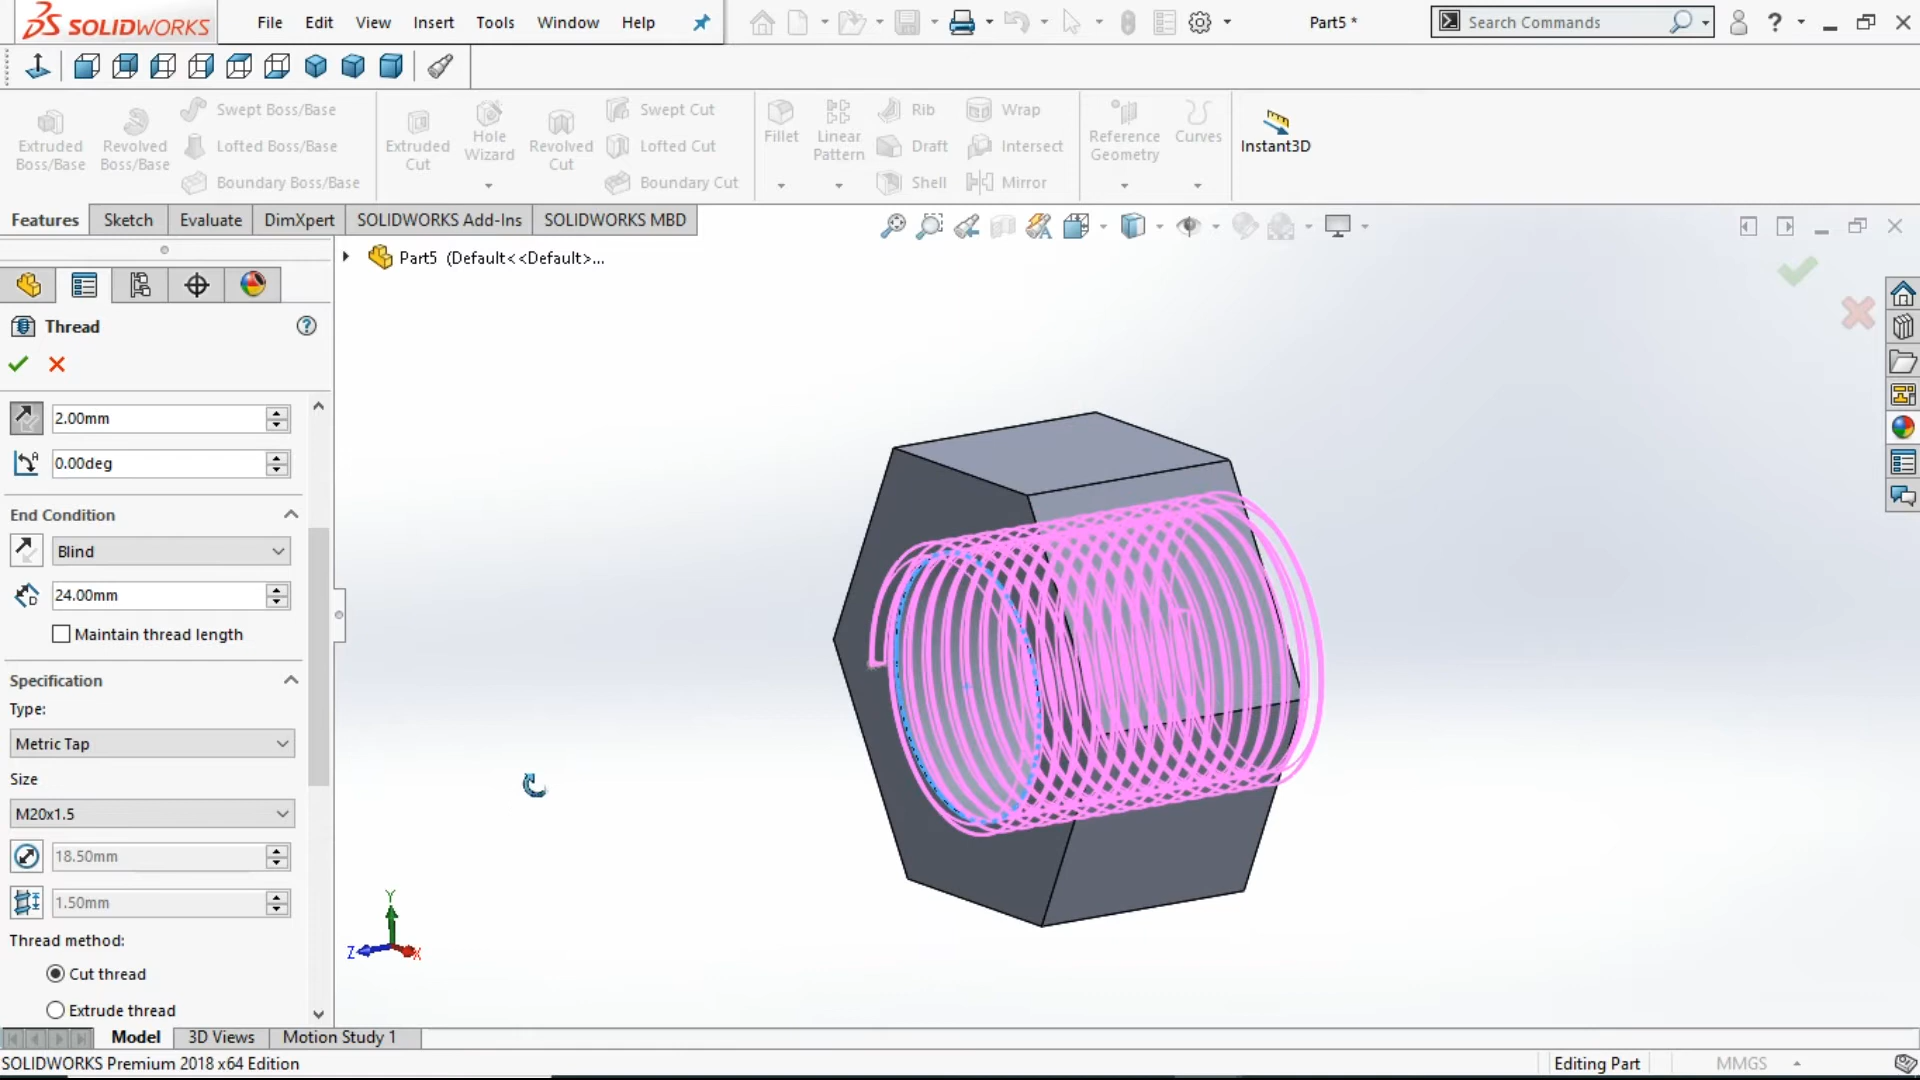 SOLIDWORKS File Edit View Insert Tools Window Help Part5 * Search Commands ?
Extruded Boss/Base
Revolved Boss/Base
Swept Boss/Base
Lofted Boss/Base
Boundary Boss/Base
Extruded Cut
Hole Wizard
Revolved Cut
Swept Cut
Lofted Cut
Boundary Cut
Fillet
Linear Pattern
Rib
Draft
Shell
Wrap
Intersect
Mirror
Reference Geometry
Curves
Instant3D
Features Sketch Evaluate DimXpert SOLIDWORKS Add-Ins SOLIDWORKS MBD
Part5 (Default<<Default>...
Thread ?
2.00mm
0.00deg
End Condition
Blind
24.00mm
Maintain thread length
Specification
Type:
Metric Tap
Size
M20x1.5
18.50mm
1.50mm
Thread method:
Cut thread
Extrude thread
Y
Z
X
Model 3D Views Motion Study 1
SOLIDWORKS Premium 2018 x64 Edition Editing Part MMGS